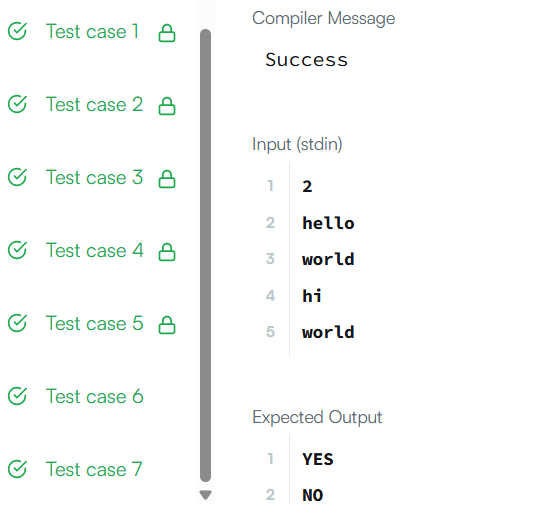 Test case 1
Test case 2
Test case 3
Test case 4
Test case 5
Test case 6
Test case 7
Compiler Message
Success
Input (stdin)
1 2
2 hello
3 world
4 hi
5 world
Expected Output
1 YES
2 NO